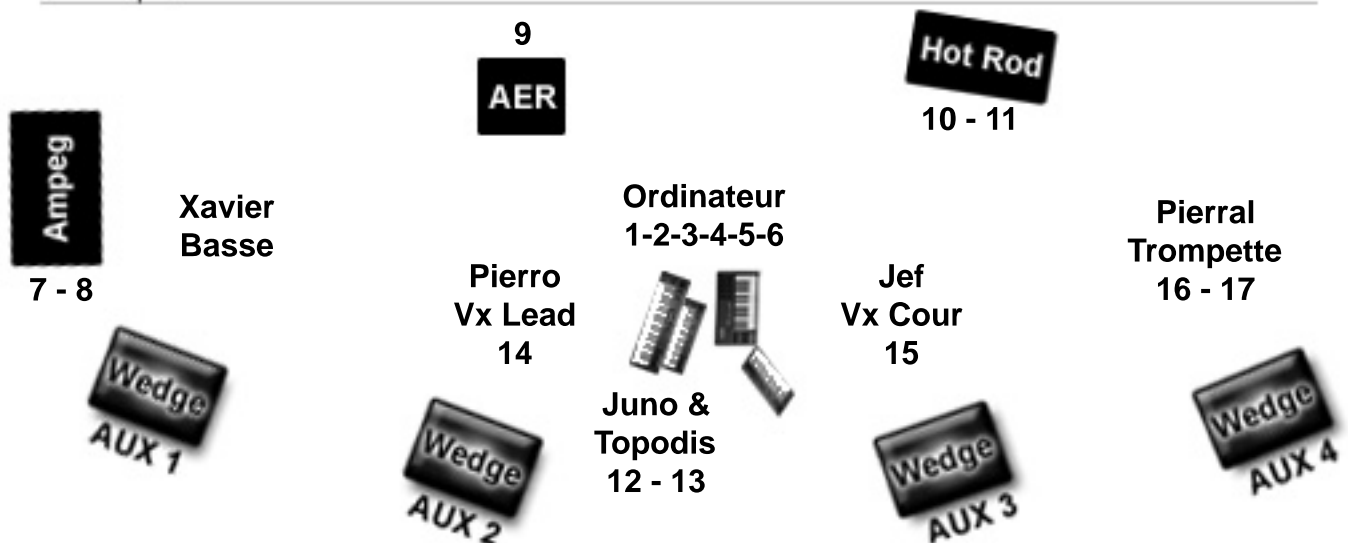 9
AER
Hot Rod
10 - 11
Ampeg
7 - 8
Xavier
Basse
Ordinateur
1-2-3-4-5-6
Pierral
Trompette
16 - 17
Pierro
Vx Lead
14
Jef
Vx Cour
15
Juno &
Topodis
12 - 13
Wedge
AUX 1
Wedge
AUX 2
Wedge
AUX 3
Wedge
AUX 4